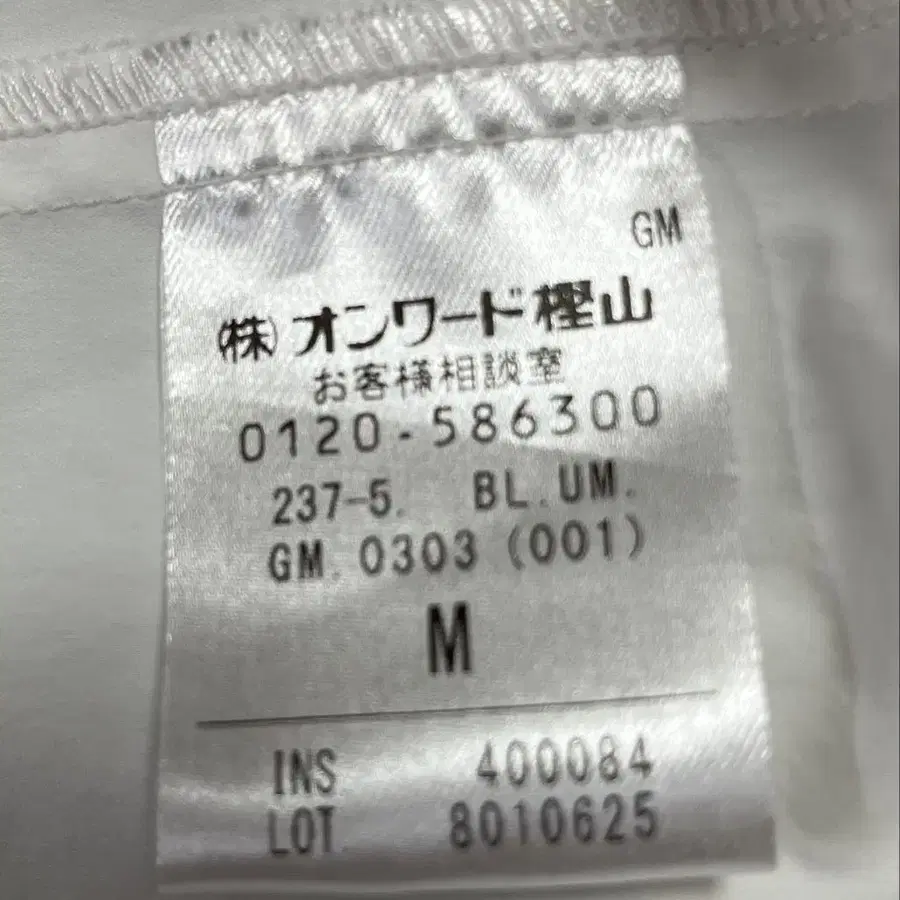 GM
(株)オンワード樫山
お客様相談室
0120-586300
237-5. BL.UM.
GM.0303 (001)
M
INS 400084
LOT 8010625